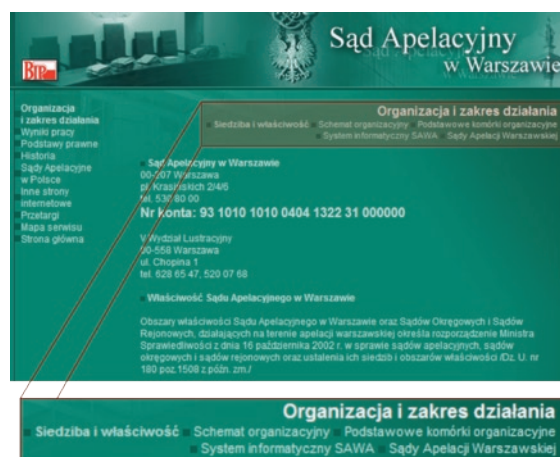 Sąd Apelacyjny
w Warszawie
BIP
Organizacja
i zakres działania
Wyniki pracy
Podstawy prawne
Historia
Sądy Apelacyjne
w Polsce
Inne strony
internetowe
Przetargi
Mapa serwisu
Strona główna
Organizacja i zakres działania
Siedziba i właściwość Schemat organizacyjny Podstawowe komórki organizacyjne
System informatyczny SAWA Sądy Apelacji Warszawskiej
Sąd Apelacyjny w Warszawie
00-207 Warszawa
pl. Krasińskich 2/4/6
tel. 530 80 00
Nr konta: 93 1010 1010 0404 1322 31 000000
V Wydział Lustracyjny
00-558 Warszawa
ul. Chopina 1
tel. 628 65 47, 520 07 68
Właściwość Sądu Apelacyjnego w Warszawie
Obszary właściwości Sądu Apelacyjnego w Warszawie oraz Sądów Okręgowych i Sądów
Rejonowych, działających na terenie apelacji warszawskiej określa rozporządzenie Ministra
Sprawiedliwości z dnia 16 października 2002 r. w sprawie sądów apelacyjnych, sądów
okręgowych i sądów rejonowych oraz ustalenia ich siedzib i obszarów właściwości /Dz. U. nr
180 poz.1508 z późn. zm./
Organizacja i zakres działania
Siedziba i właściwość Schemat organizacyjny Podstawowe komórki organizacyjne
System informatyczny SAWA Sądy Apelacji Warszawskiej